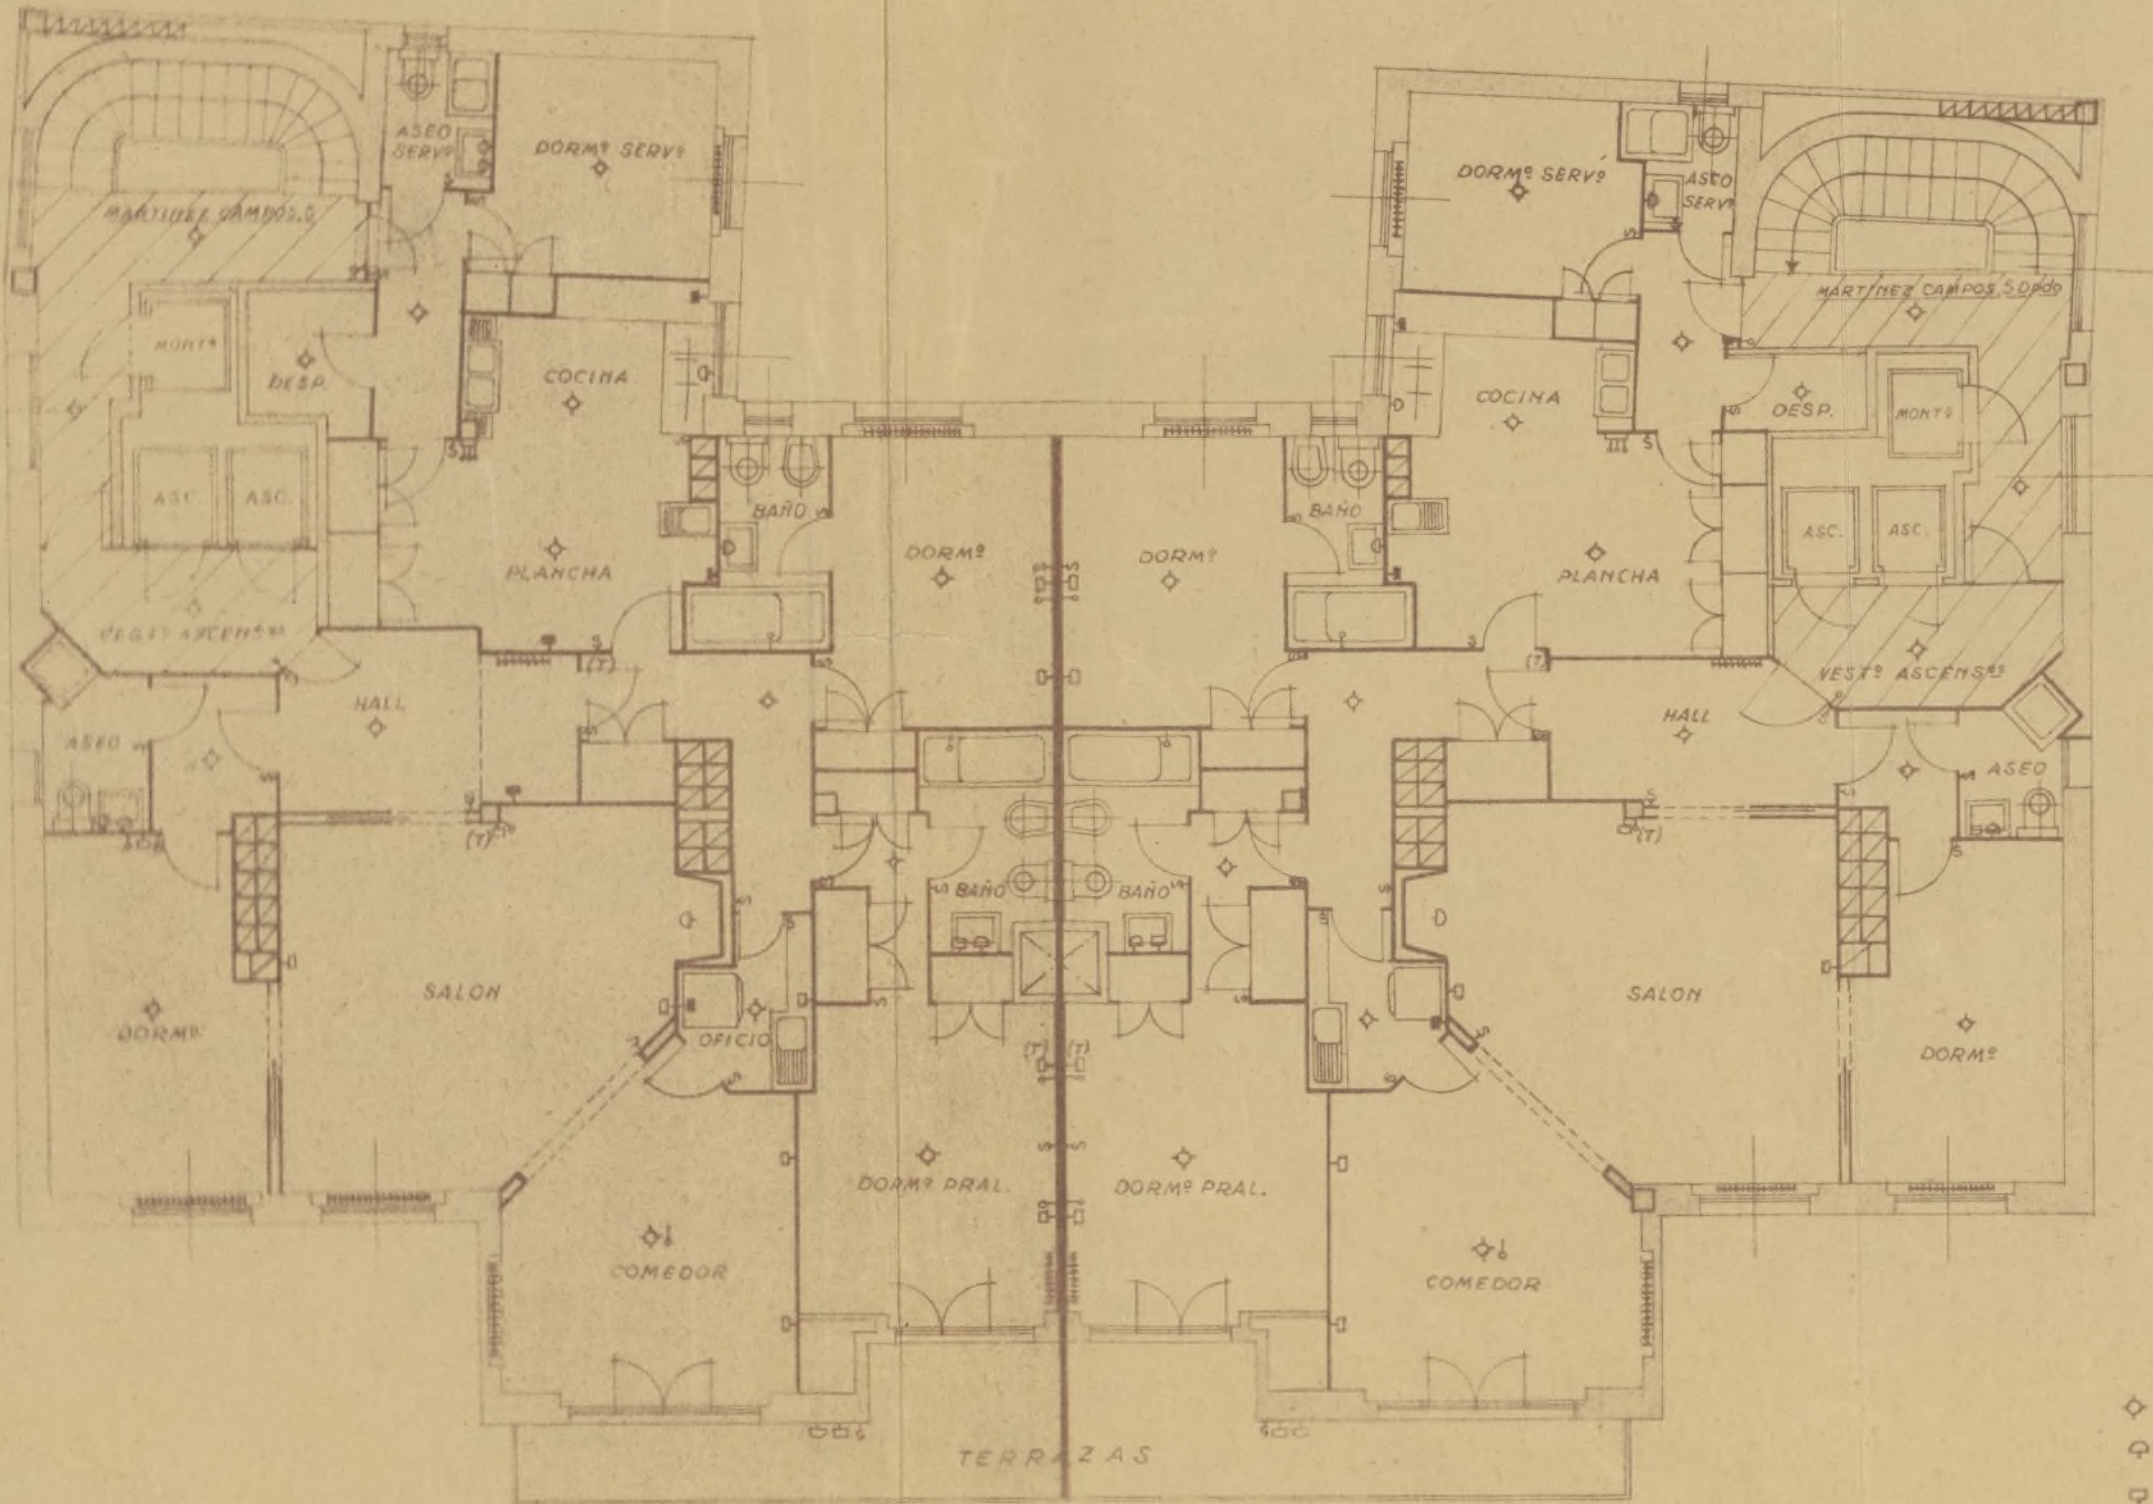 ASEO
SERVº
DORMº SERVº
DORMº SERVº
ASEO
SERVº
MARTINEZ CAMPOS. 5
MARTINEZ CAMPOS. 5 Dpdo
MONTº
DESP.
COCINA
COCINA
DESP.
MONTº
ASC.
ASC.
BAÑO
BAÑO
ASC.
ASC.
PLANCHA
DORMº
DORMº
PLANCHA
VESTº ASCENSºs
VESTº ASCENSºs
(T)
(T)
HALL
HALL
ASEO
ASEO
(T)
(T)
BAÑO
BAÑO
SALON
SALON
DORMº
OFICIO
(T)
(T)
DORMº
DORMº PRAL.
DORMº PRAL.
COMEDOR
COMEDOR
TERRAZAS